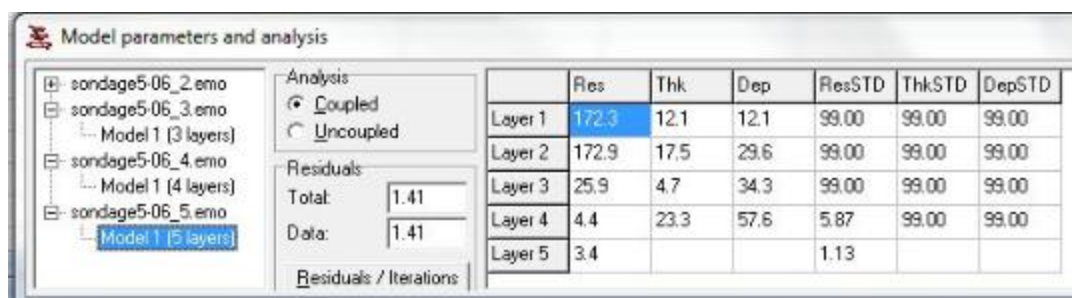 Model parameters and analysis
sondage5-06_2.emo
sondage5-06_3.emo
Model 1 (3 layers)
sondage5-06_4.emo
Model 1 (4 layers)
sondage5-06_5.emo
Model 1 (5 layers)
Analysis
Coupled
Uncoupled
Residuals
Total: 1.41
Data: 1.41
Residuals / Iterations
Res Thk Dep ResSTD ThkSTD DepSTD
Layer 1 172.3 12.1 12.1 99.00 99.00 99.00
Layer 2 172.9 17.5 29.6 99.00 99.00 99.00
Layer 3 25.9 4.7 34.3 99.00 99.00 99.00
Layer 4 4.4 23.3 57.6 5.87 99.00 99.00
Layer 5 3.4 1.13